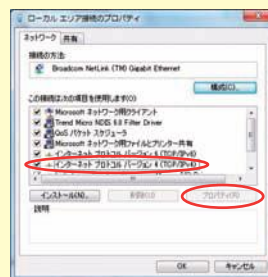 ローカル エリア接続のプロパティ
ネットワーク 共有
接続の方法:
Broadcom NetLink (TM) Gigabit Ethernet
構成(C)...
この接続は次の項目を使用します(O):
Microsoft ネットワーク用クライアント
Trend Micro NDIS 6.0 Filter Driver
QoS パケット スケジューラ
Microsoft ネットワーク用ファイルとプリンター共有
インターネット プロトコル バージョン 6 (TCP/IPv6)
インターネット プロトコル バージョン 4 (TCP/IPv4)
インストール(N)... 削除(U) プロパティ(R)
説明
OK キャンセル